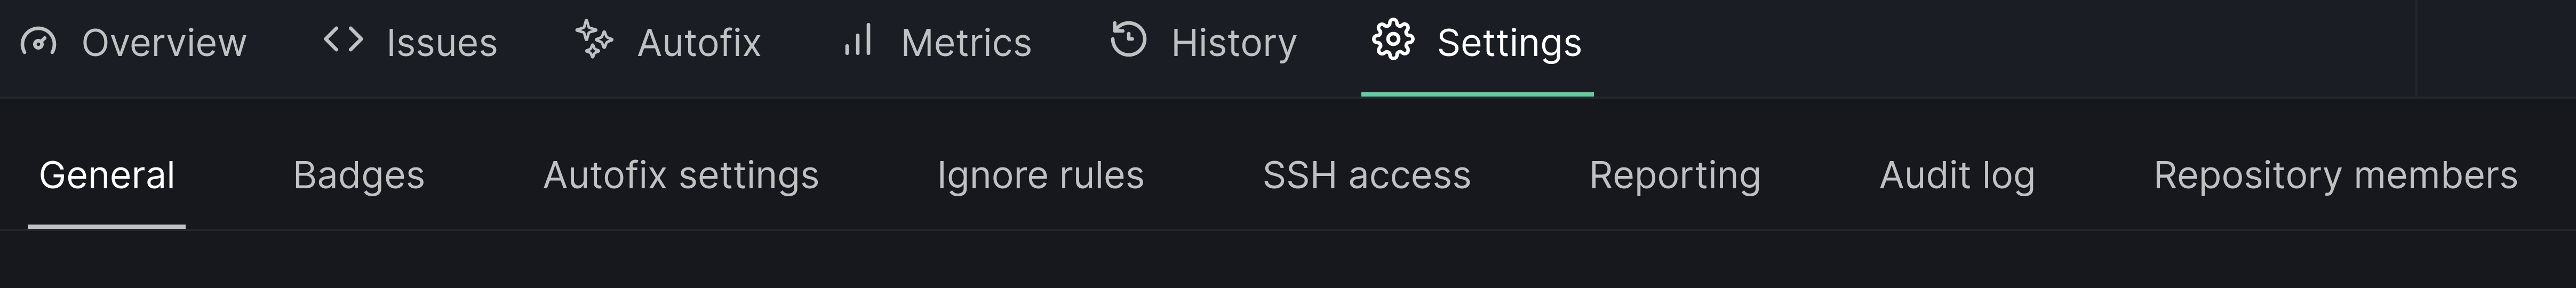 Overview Issues Autofix Metrics History Settings
General Badges Autofix settings Ignore rules SSH access Reporting Audit log Repository members